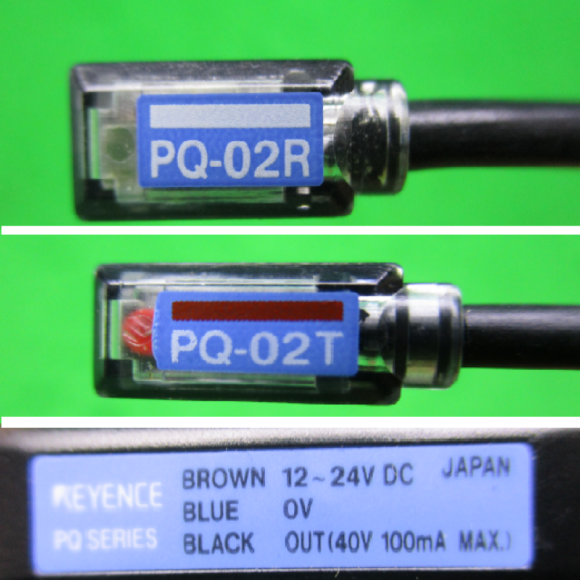 PQ-02R
PQ-02T
KEYENCE
PQ SERIES
BROWN 12~24V DC JAPAN
BLUE 0V
BLACK OUT(40V 100mA MAX.)